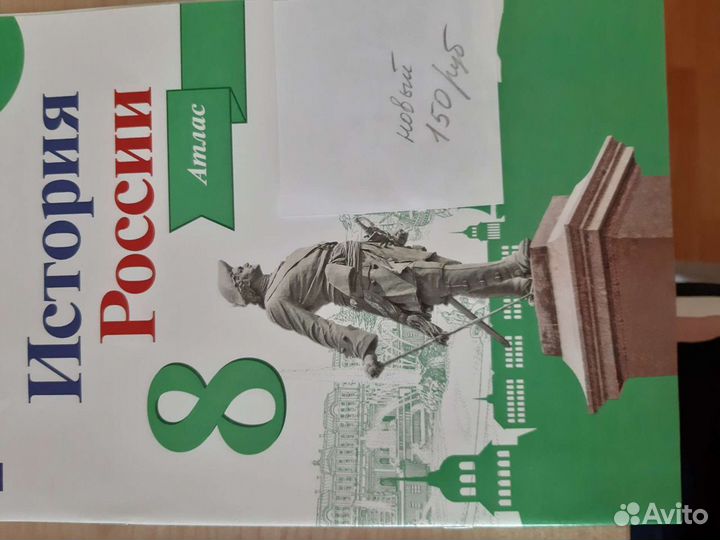 История
России
Атлас
8
новый
150 руб
Avito